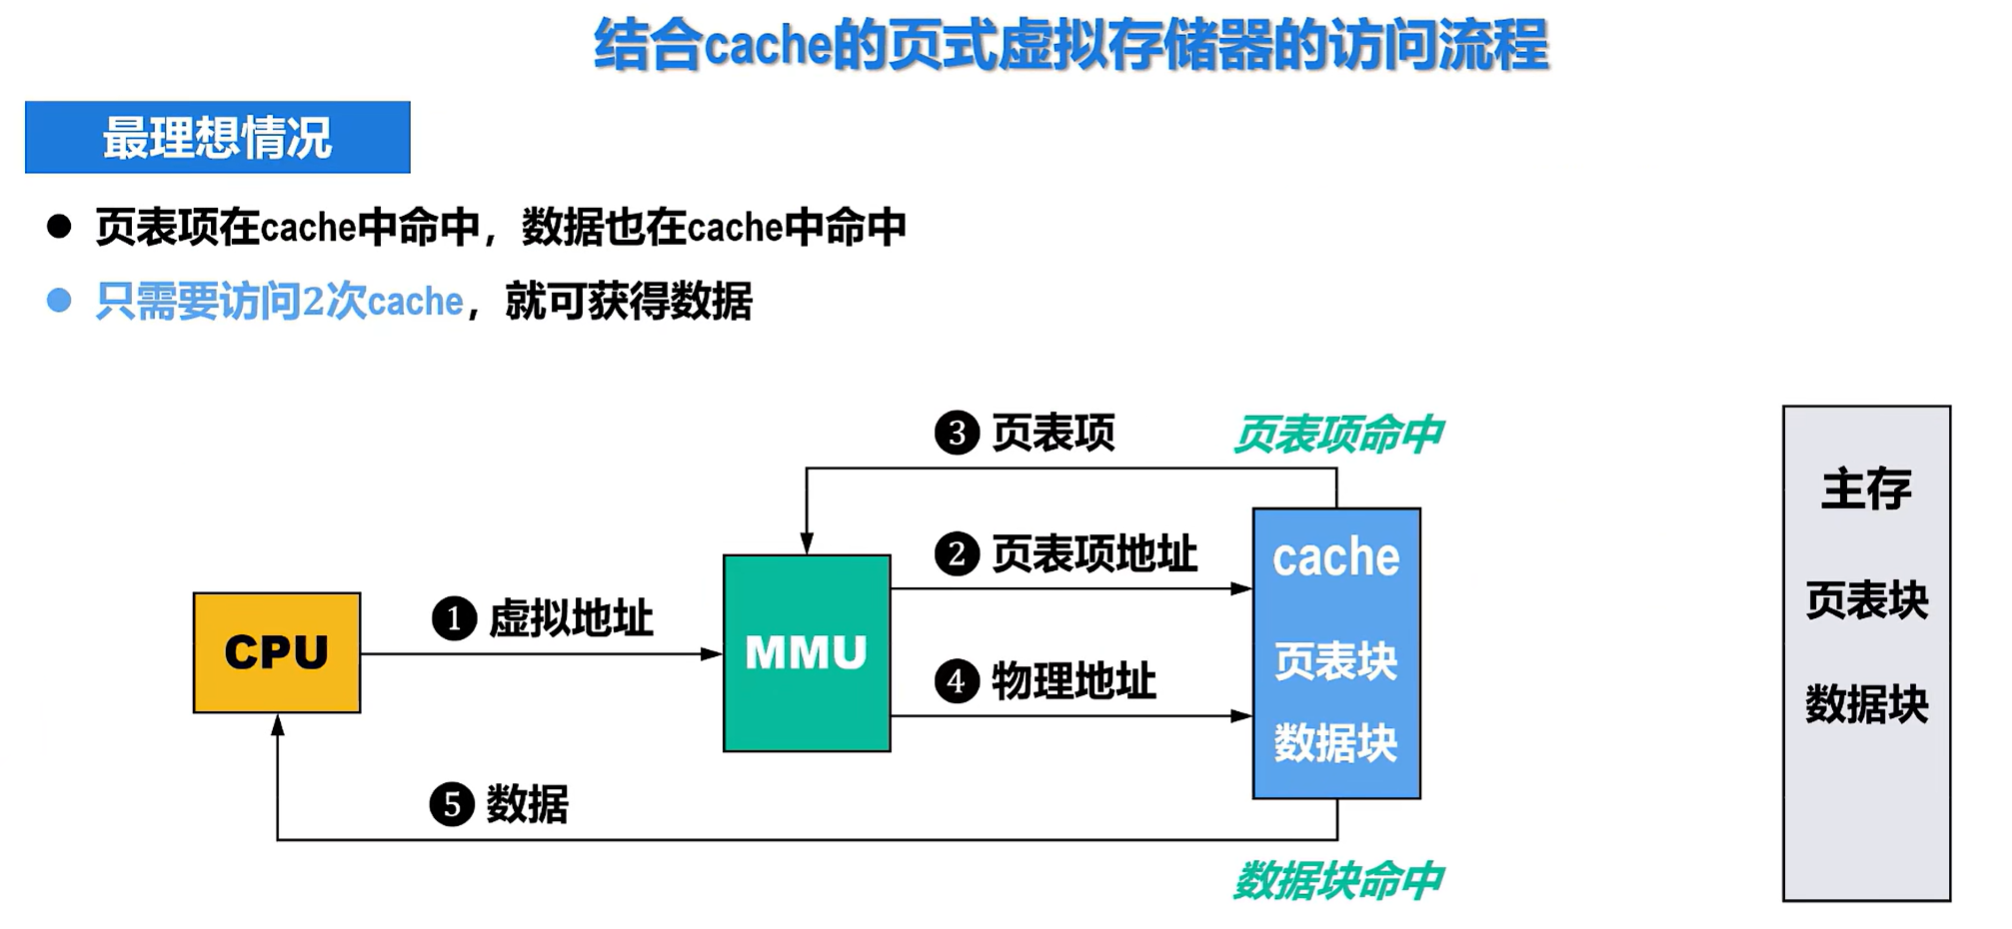 结合cache的页式虚拟存储器的访问流程
最理想情况
● 页表项在cache中命中，数据也在cache中命中
● 只需要访问2次cache，就可获得数据
❸ 页表项
页表项命中
❷ 页表项地址
❶ 虚拟地址
❹ 物理地址
❺ 数据
数据块命中
CPU
MMU
cache
页表块
数据块
主存
页表块
数据块